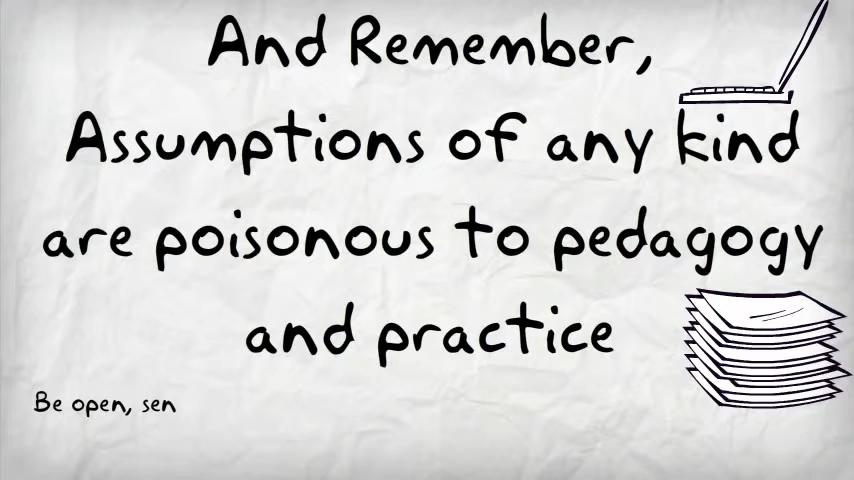 And Remember,
Assumptions of any kind
are poisonous to pedagogy
and practice
Be open, sen